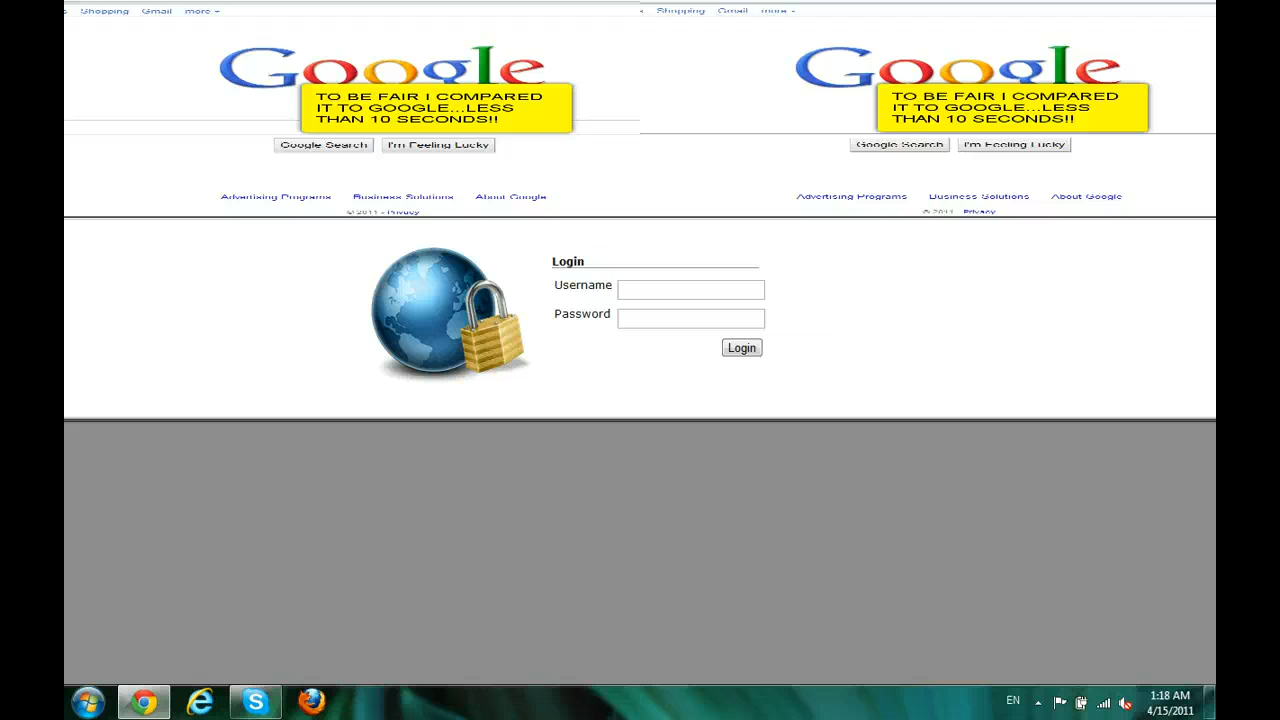 Shopping Gmail more
Shopping Gmail more
Google
Google
TO BE FAIR I COMPARED
IT TO GOOGLE...LESS
THAN 10 SECONDS!!
TO BE FAIR I COMPARED
IT TO GOOGLE...LESS
THAN 10 SECONDS!!
Google Search I'm Feeling Lucky
Google Search I'm Feeling Lucky
Advertising Programs Business Solutions About Google
Advertising Programs Business Solutions About Google
© 2011 - Privacy
© 2011 Privacy
Login
Username
Password
Login
EN
1:18 AM
4/15/2011